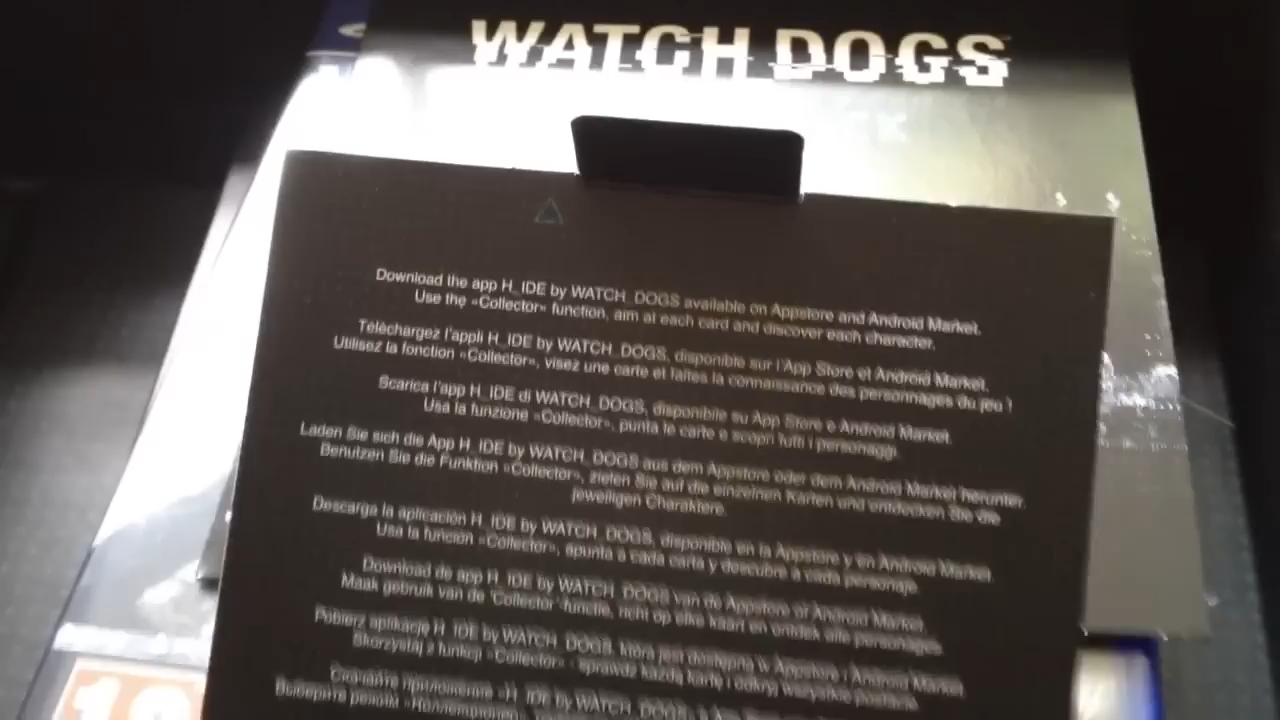 WATCH DOGS
Download the app H_IDE by WATCH_DOGS available on Appstore and Android Market.
Use the «Collector» function, aim at each card and discover each character.
Téléchargez l'appli H_IDE by WATCH_DOGS, disponible sur l'App Store et Android Market.
Utilisez la fonction «Collector», visez une carte et faites la connaissance des personnages du jeu !
Scarica l'app H_IDE di WATCH_DOGS, disponibile su App Store e Android Market.
Usa la funzione «Collector», punta le carte e scopri tutti i personaggi.
Laden Sie sich die App H_IDE by WATCH_DOGS aus dem Appstore oder dem Android Market herunter.
Benutzen Sie die Funktion «Collector», zielen Sie auf die einzelnen Karten und entdecken Sie die
jeweiligen Charaktere.
Descarga la aplicación H_IDE by WATCH_DOGS, disponible en la Appstore y en Android Market.
Usa la función «Collector», apunta a cada carta y descubre a cada personaje.
Download de app H_IDE by WATCH_DOGS van de Appstore of Android Market.
Maak gebruik van de 'Collector'-functie, richt op elke kaart en ontdek alle personages.
Pobierz aplikację H_IDE by WATCH_DOGS, która jest dostępna w Appstore i Android Market.
Skorzystaj z funkcji «Collector» - sprawdź każdą kartę i odkryj wszystkie postacie.
Скачайте приложение «H_IDE by WATCH_DOGS»
Выберите режим
18